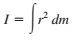 I = ∫ r² dm